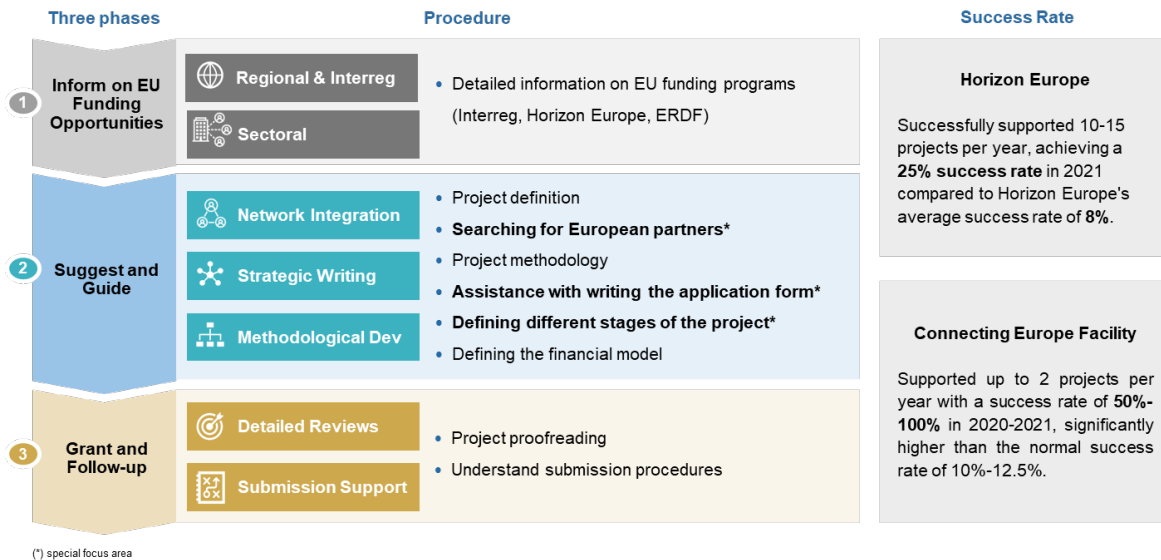 Three phases
Procedure
Success Rate
1
Inform on EU
Funding
Opportunities
Regional & Interreg
Sectoral
• Detailed information on EU funding programs
(Interreg, Horizon Europe, ERDF)
2
Suggest and
Guide
Network Integration
Strategic Writing
Methodological Dev
• Project definition
• Searching for European partners*
• Project methodology
• Assistance with writing the application form*
• Defining different stages of the project*
• Defining the financial model
3
Grant and
Follow-up
Detailed Reviews
Submission Support
• Project proofreading
• Understand submission procedures
Horizon Europe
Successfully supported 10-15
projects per year, achieving a
25% success rate in 2021
compared to Horizon Europe's
average success rate of 8%.
Connecting Europe Facility
Supported up to 2 projects per
year with a success rate of 50%-
100% in 2020-2021, significantly
higher than the normal success
rate of 10%-12.5%.
(*) special focus area